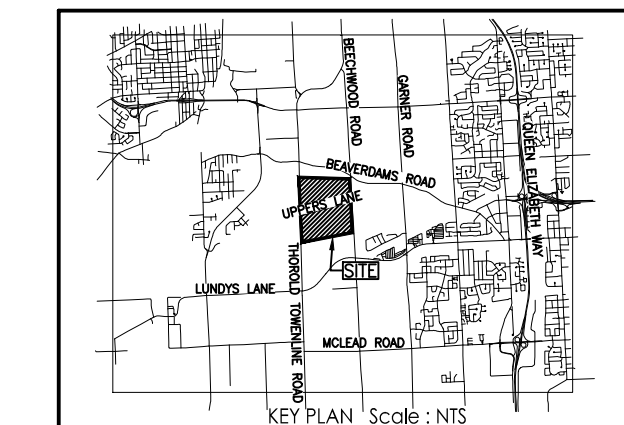 BEECHWOOD ROAD
GARNER ROAD
QUEEN ELIZABETH WAY
BEAVERDAMS ROAD
UPPERS LANE
THOROLD TOWENLINE ROAD
SITE
LUNDYS LANE
MCLEAD ROAD
KEY PLAN Scale : NTS